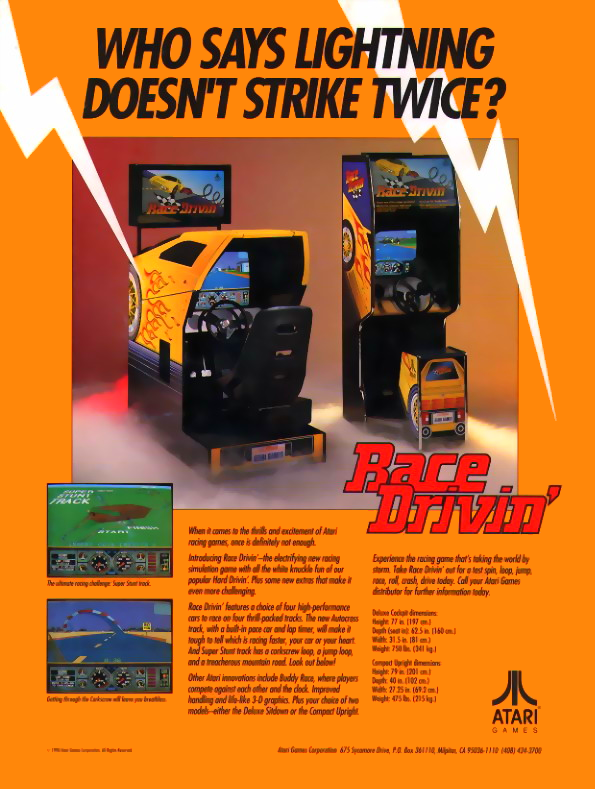 WHO SAYS LIGHTNING
DOESN'T STRIKE TWICE?
Race Drivin'
Race Drivin'
SUPER
STUNT
TRACK
START
Race
Drivin'
The ultimate racing challenge: Super Stunt track.
Getting through the Corkscrew will leave you breathless.
When it comes to the thrills and excitement of Atari
racing games, once is definitely not enough.
Introducing Race Drivin'—the electrifying new racing
simulation game with all the white knuckle fun of our
popular Hard Drivin'. Plus some new extras that make it
even more challenging.
Race Drivin' features a choice of four high-performance
cars to race on four thrill-packed tracks. The new Autocross
track, with a built-in pace car and lap timer, will make it
tough to tell which is racing faster, your car or your heart.
And Super Stunt track has a corkscrew loop, a jump loop,
and a treacherous mountain road. Look out below!
Other Atari innovations include Buddy Race, where players
compete against each other and the clock. Improved
handling and life-like 3-D graphics. Plus your choice of two
models—either the Deluxe Sitdown or the Compact Upright.
Experience the racing game that's taking the world by
storm. Take Race Drivin' out for a test spin, loop, jump,
race, roll, crash, drive today. Call your Atari Games
distributor for further information today.
Deluxe Cockpit dimensions:
Height: 77 in. (197 cm.)
Depth (seat in): 62.5 in. (160 cm.)
Width: 31.5 in. (81 cm.)
Weight: 750 lbs. (341 kg.)
Compact Upright dimensions:
Height: 79 in. (201 cm.)
Depth: 40 in. (102 cm.)
Width: 27.25 in. (69.2 cm.)
Weight: 475 lbs. (215 kg.)
ATARI
GAMES
© 1990 Atari Games Corporation. All Rights Reserved.
Atari Games Corporation 675 Sycamore Drive, P.O. Box 361110, Milpitas, CA 95036-1110 (408) 434-3700